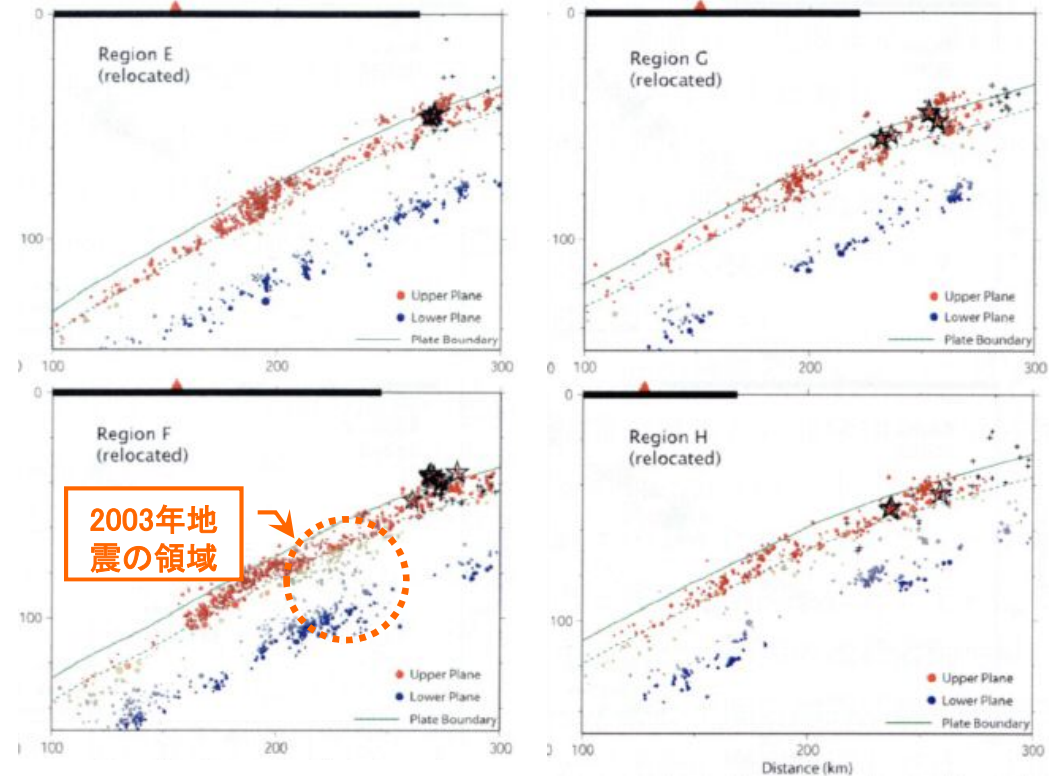 0
Region E
(relocated)
100
Upper Plane
Lower Plane
Plate Boundary
100
200
300
0
Region G
(relocated)
100
Upper Plane
Lower Plane
Plate Boundary
0
100
200
300
0
Region F
(relocated)
2003年地
震の領域
100
Upper Plane
Lower Plane
Plate Boundary
100
200
300
0
Region H
(relocated)
100
Upper Plane
Lower Plane
Plate Boundary
0
100
200
300
Distance (km)